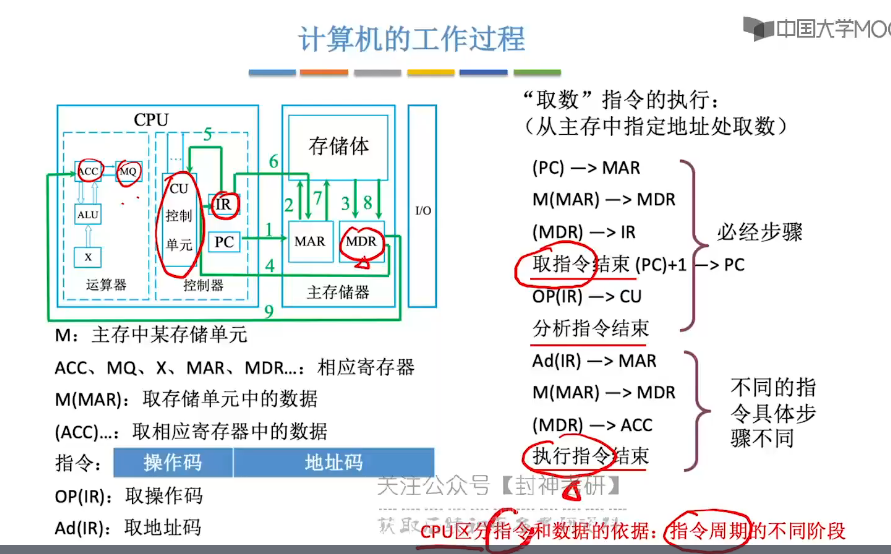 计算机的工作过程
中国大学MOO
CPU
ACC
MQ
ALU
X
运算器
CU
控制
单元
IR
PC
控制器
5
6
1
4
9
存储体
2
7
3
8
MAR
MDR
主存储器
I/O
M：主存中某存储单元
ACC、MQ、X、MAR、MDR...：相应寄存器
M(MAR)：取存储单元中的数据
(ACC)...：取相应寄存器中的数据
指令： 操作码 地址码
OP(IR)：取操作码
Ad(IR)：取地址码
“取数”指令的执行：
（从主存中指定地址处取数）
(PC) —> MAR
M(MAR) —> MDR
(MDR) —> IR
取指令结束 (PC)+1 —> PC
OP(IR) —> CU
分析指令结束
必经步骤
Ad(IR) —> MAR
M(MAR) —> MDR
(MDR) —> ACC
执行指令结束
不同的指
令具体步
骤不同
关注公众号【封神考研】
CPU区分指令和数据的依据：指令周期的不同阶段